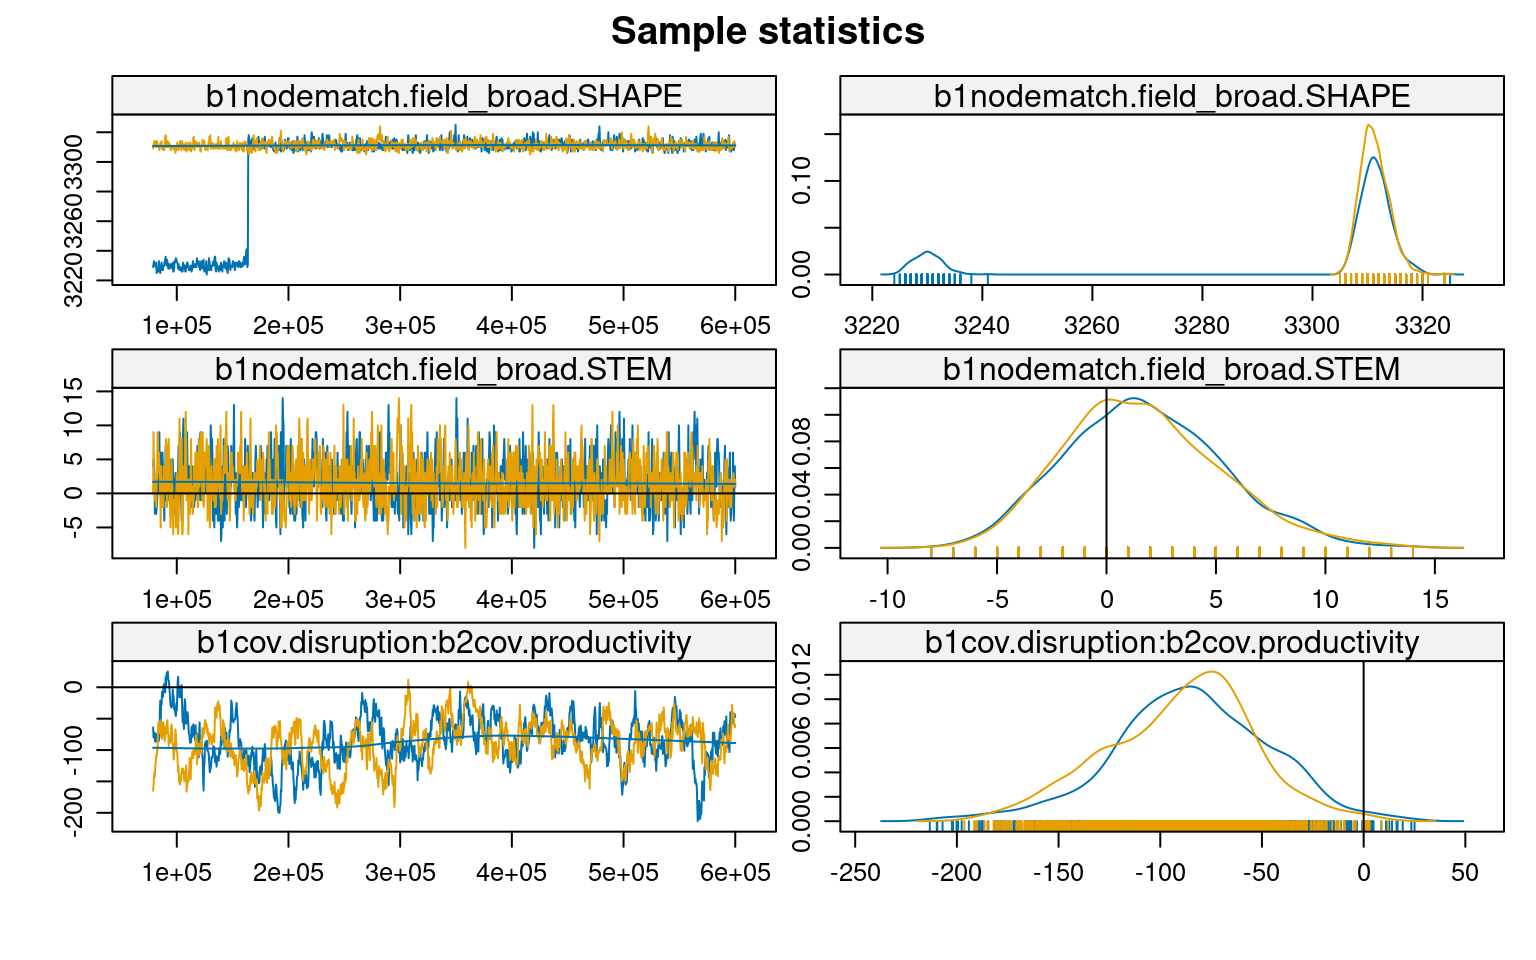 Sample statistics
b1nodematch.field_broad.SHAPE
3220 3260 3300
1e+05 2e+05 3e+05 4e+05 5e+05 6e+05
b1nodematch.field_broad.SHAPE
0.00 0.10
3220 3240 3260 3280 3300 3320
b1nodematch.field_broad.STEM
-5 0 5 10 15
1e+05 2e+05 3e+05 4e+05 5e+05 6e+05
b1nodematch.field_broad.STEM
0.00 0.04 0.08
-10 -5 0 5 10 15
b1cov.disruption:b2cov.productivity
-200 -100 0
1e+05 2e+05 3e+05 4e+05 5e+05 6e+05
b1cov.disruption:b2cov.productivity
0.000 0.006 0.012
-250 -200 -150 -100 -50 0 50